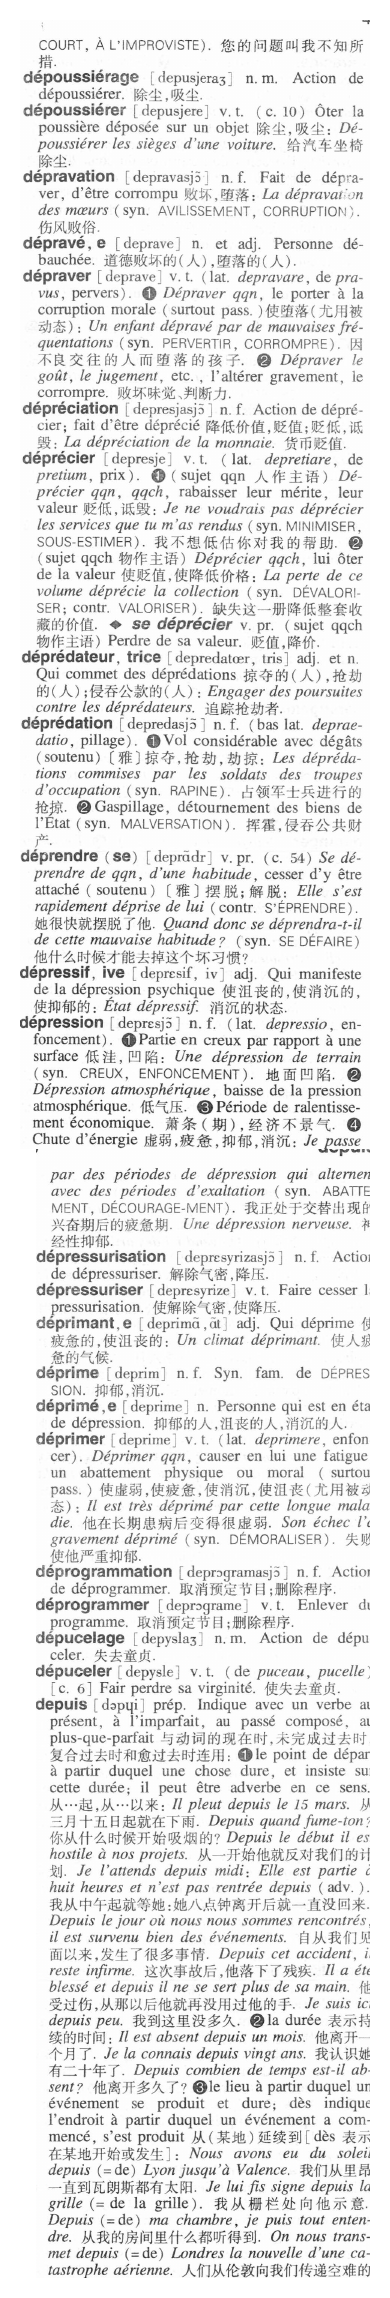 COURT, À L'IMPROVISTE). 您的问题叫我不知所
措.
dépoussiérage [depusjeraʒ] n. m. Action de
dépoussiérer. 除尘,吸尘.
dépoussiérer [depusjere] v. t. (c. 10) Ôter la
poussière déposée sur un objet 除尘,吸尘: Dé-
poussiérer les sièges d'une voiture. 给汽车坐椅
除尘.
dépravation [depravasjɔ̃] n. f. Fait de dépra-
ver, d'être corrompu 败坏,堕落: La dépravation
des mœurs (syn. AVILISSEMENT, CORRUPTION).
伤风败俗.
dépravé, e [deprave] n. et adj. Personne dé-
bauchée. 道德败坏的(人),堕落的(人).
dépraver [deprave] v. t. (lat. depravare, de pra-
vus, pervers). ❶ Dépraver qqn, le porter à la
corruption morale (surtout pass.)使堕落(尤用被
动态): Un enfant dépravé par de mauvaises fré-
quentations (syn. PERVERTIR, CORROMPRE). 因
不良交往的人而堕落的孩子. ❷ Dépraver le
goût, le jugement, etc., l'altérer gravement, le
corrompre. 败坏味觉、判断力.
dépréciation [depresjasjɔ̃] n. f. Action de dépré-
cier; fait d'être déprécié 降低价值,贬值;贬低,诋
毁: La dépréciation de la monnaie. 货币贬值.
déprécier [depresje] v. t. (lat. depretiare, de
pretium, prix). ❶ (sujet qqn 人作主语) Dé-
précier qqn, qqch, rabaisser leur mérite, leur
valeur 贬低,诋毁: Je ne voudrais pas déprécier
les services que tu m'as rendus (syn. MINIMISER,
SOUS-ESTIMER). 我不想低估你对我的帮助. ❷
(sujet qqch 物作主语) Déprécier qqch, lui ôter
de la valeur 使贬值,使降低价格: La perte de ce
volume déprécie la collection (syn. DÉVALORI-
SER; contr. VALORISER). 缺失这一册降低整套收
藏的价值. ◆ se déprécier v. pr. (sujet qqch
物作主语) Perdre de sa valeur. 贬值,降价.
déprédateur, trice [depredatœr, tris] adj. et n.
Qui commet des déprédations 掠夺的(人),抢劫
的(人);侵吞公款的(人): Engager des poursuites
contre les déprédateurs. 追踪抢劫者.
déprédation [depredasjɔ̃] n. f. (bas lat. deprae-
datio, pillage). ❶ Vol considérable avec dégâts
(soutenu)〔雅〕掠夺,抢劫,劫掠: Les déprédа-
tions commises par les soldats des troupes
d'occupation (syn. RAPINE). 占领军士兵进行的
抢掠. ❷ Gaspillage, détournement des biens de
l'État (syn. MALVERSATION). 挥霍,侵吞公共财
产.
déprendre (se) [deprɑ̃dr] v. pr. (c. 54) Se dé-
prendre de qqn, d'une habitude, cesser d'y être
attaché (soutenu)〔雅〕摆脱;解脱: Elle s'est
rapidement déprise de lui (contr. S'ÉPRENDRE).
她很快就摆脱了他. Quand donc se déprendra-t-il
de cette mauvaise habitude? (syn. SE DÉFAIRE)
他什么时候才能去掉这个坏习惯?
dépressif, ive [depresif, iv] adj. Qui manifeste
de la dépression psychique 使沮丧的,使消沉的,
使抑郁的: État dépressif. 消沉的状态.
dépression [depresjɔ̃] n. f. (lat. depressio, en-
foncement). ❶ Partie en creux par rapport à une
surface 低洼,凹陷: Une dépression de terrain
(syn. CREUX, ENFONCEMENT). 地面凹陷. ❷
Dépression atmosphérique, baisse de la pression
atmosphérique. 低气压. ❸ Période de ralentisse-
ment économique. 萧条(期),经济不景气. ❹
Chute d'énergie 虚弱,疲惫,抑郁,消沉: Je passe
par des périodes de dépression qui alternen
avec des périodes d'exaltation (syn. ABATTE
MENT, DÉCOURAGE-MENT). 我正处于交替出现的
兴奋期后的疲惫期. Une dépression nerveuse. 神
经性抑郁.
dépressurisation [depresyrizasjɔ̃] n. f. Action
de dépressuriser. 解除气密,降压.
dépressuriser [depresyrize] v. t. Faire cesser l
pressurisation. 使解除气密,使降压.
déprimant, e [deprimɑ̃, ɑ̃t] adj. Qui déprime 使
疲惫的,使沮丧的: Un climat déprimant. 使人疲
惫的气候.
déprime [deprim] n. f. Syn. fam. de DÉPRES
SION. 抑郁,消沉.
déprimé, e [deprime] n. Personne qui est en éta
de dépression. 抑郁的人,沮丧的人,消沉的人.
déprimer [deprime] v. t. (lat. deprimere, enfon
cer). Déprimer qqn, causer en lui une fatigue
un abattement physique ou moral (surtou
pass.) 使虚弱,使疲惫,使消沉,使沮丧(尤用被动
态): Il est très déprimé par cette longue mala
die. 他在长期患病后变得很虚弱. Son échec l'a
gravement déprimé (syn. DÉMORALISER). 失败
使他严重抑郁.
déprogrammation [deprɔgramasjɔ̃] n. f. Action
de déprogrammer. 取消预定节目;删除程序.
déprogrammer [deprɔgrame] v. t. Enlever du
programme. 取消预定节目;删除程序.
dépucelage [depyslaʒ] n. m. Action de dépu
celer. 失去童贞.
dépuceler [depysle] v. t. (de puceau, pucelle)
[c. 6] Fair perdre sa virginité. 使失去童贞.
depuis [dəpɥi] prép. Indique avec un verbe au
présent, à l'imparfait, au passé composé, au
plus-que-parfait 与动词的现在时,未完成过去时
复合过去时和愈过去时连用: ❶ le point de dépar
à partir duquel une chose dure, et insiste su
cette durée; il peut être adverbe en ce sens.
从…起,从…以来: Il pleut depuis le 15 mars. 从
三月十五日起就在下雨. Depuis quand fume-ton?
你从什么时候开始吸烟的? Depuis le début il es
hostile à nos projets. 从一开始他就反对我们的计
划. Je l'attends depuis midi; Elle est partie à
huit heures et n'est pas rentrée depuis (adv.).
我从中午起就等她;她八点钟离开后就一直没回来.
Depuis le jour où nous nous sommes rencontrés,
il est survenu bien des événements. 自从我们见
面以来,发生了很多事情. Depuis cet accident, i
reste infirme. 这次事故后,他落下了残疾. Il a été
blessé et depuis il ne se sert plus de sa main. 他
受过伤,从那以后他就再没用过他的手. Je suis ici
depuis peu. 我到这里没多久. ❷ la durée 表示持
续的时间: Il est absent depuis un mois. 他离开一
个月了. Je la connais depuis vingt ans. 我认识她
有二十年了. Depuis combien de temps est-il ab-
sent? 他离开多久了? ❸ le lieu à partir duquel un
événement se produit et dure; dès indique
l'endroit à partir duquel un événement a com-
mencé, s'est produit 从(某地)延续到[dès 表示
在某地开始或发生]: Nous avons eu du soleil
depuis (= de) Lyon jusqu'à Valence. 我们从里昂
一直到瓦朗斯都有太阳. Je lui fis signe depuis la
grille (= de la grille). 我从栅栏处向他示意.
Depuis (= de) ma chambre, je puis tout enten-
dre. 从我的房间里什么都听得到. On nous trans-
met depuis (= de) Londres la nouvelle d'une ca-
tastrophe aérienne. 人们从伦敦向我们传递空难的